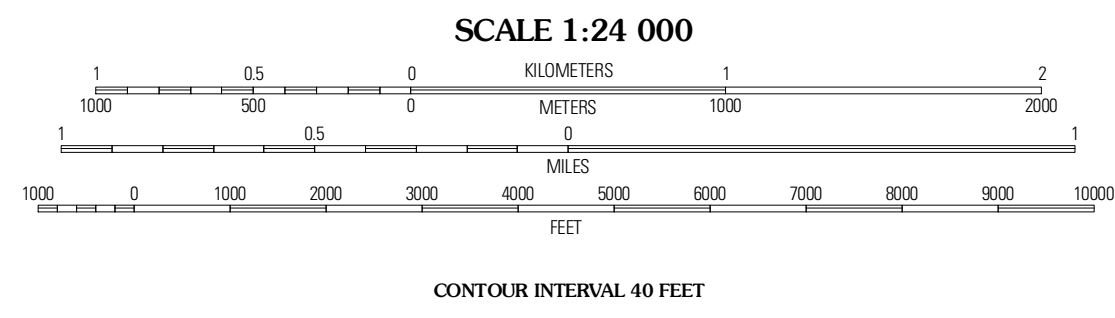 SCALE 1:24 000
1 0.5 0 KILOMETERS 1 2
1000 500 0 METERS 1000 2000
1 0.5 0 1
MILES
1000 0 1000 2000 3000 4000 5000 6000 7000 8000 9000 10000
FEET
CONTOUR INTERVAL 40 FEET